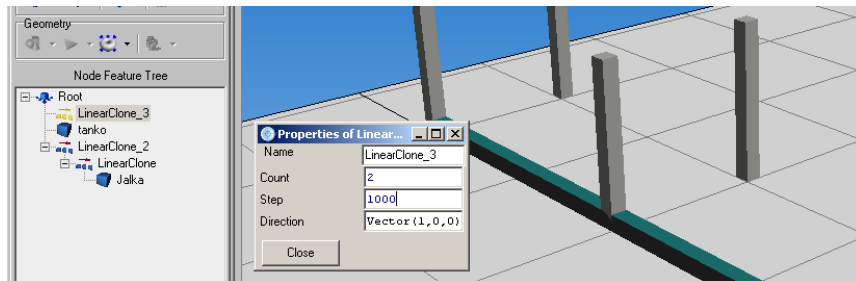 Geometry
Node Feature Tree
Root
LinearClone_3
tanko
LinearClone_2
LinearClone
Jalka
Properties of Linear...
Name
LinearClone_3
Count
2
Step
1000
Direction
Vector(1,0,0)
Close